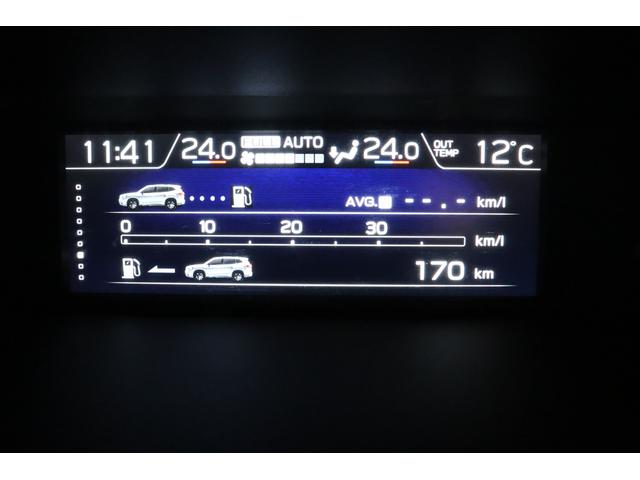 11:41 24.0 FULL AUTO 24.0 OUT TEMP 12°C
AVG. --.- km/l
0 10 20 30
km/l
170 km